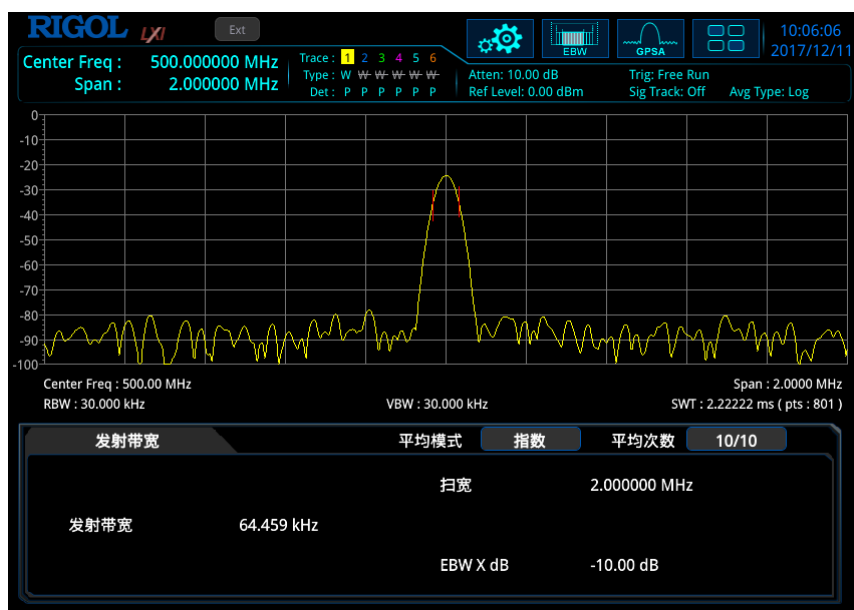 RIGOL LXI Ext 10:06:06
EBW GPSA 2017/12/11
Center Freq : 500.000000 MHz Trace : 1 2 3 4 5 6
Type : W W W W W W Atten: 10.00 dB Trig: Free Run
Span : 2.000000 MHz Det : P P P P P P Ref Level: 0.00 dBm Sig Track: Off Avg Type: Log
0
-10
-20
-30
-40
-50
-60
-70
-80
-90
-100
Center Freq : 500.00 MHz Span : 2.0000 MHz
RBW : 30.000 kHz VBW : 30.000 kHz SWT : 2.22222 ms ( pts : 801 )
发射带宽 平均模式 指数 平均次数 10/10
扫宽 2.000000 MHz
发射带宽 64.459 kHz
EBW X dB -10.00 dB